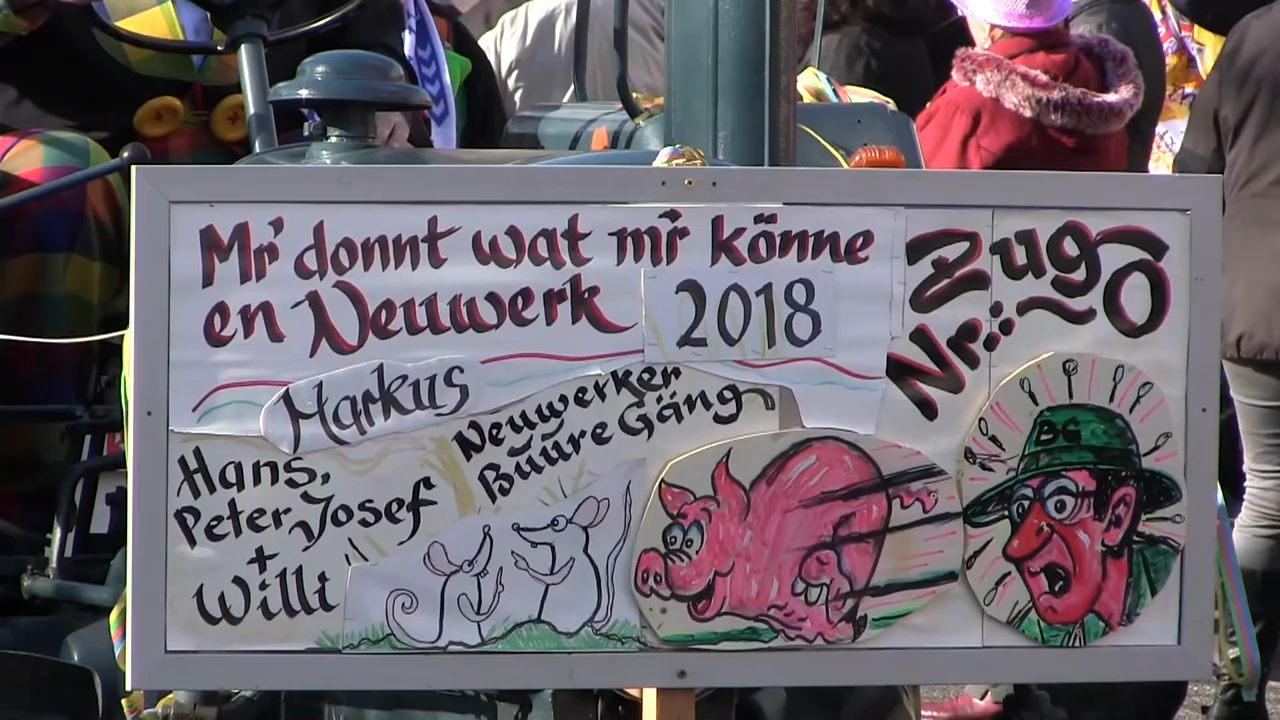 Mr' donnt wat mr' könne
en Neuwerk 2018
Zug
Nr.: 0
Markus
Neuwerker
Buure Gäng
Hans,
Peter, Josef
+
Willi
BG